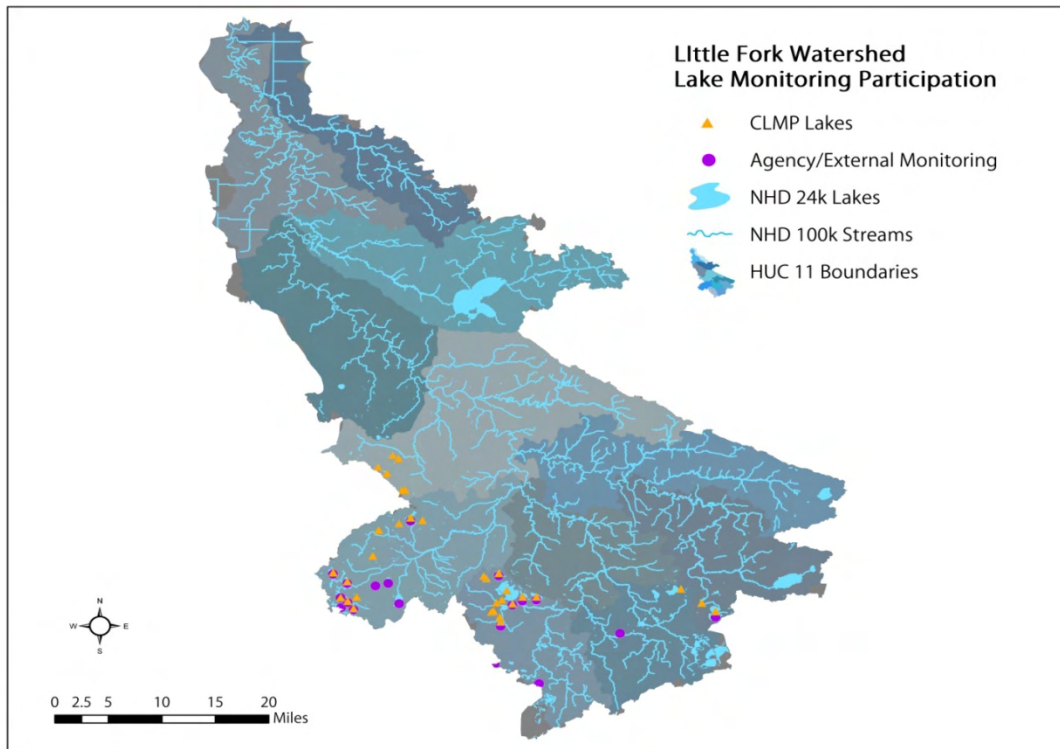 LIttle Fork Watershed
Lake Monitoring Participation
CLMP Lakes
Agency/External Monitoring
NHD 24k Lakes
NHD 100k Streams
HUC 11 Boundaries
N
W E
S
0 2.5 5 10 15 20
Miles